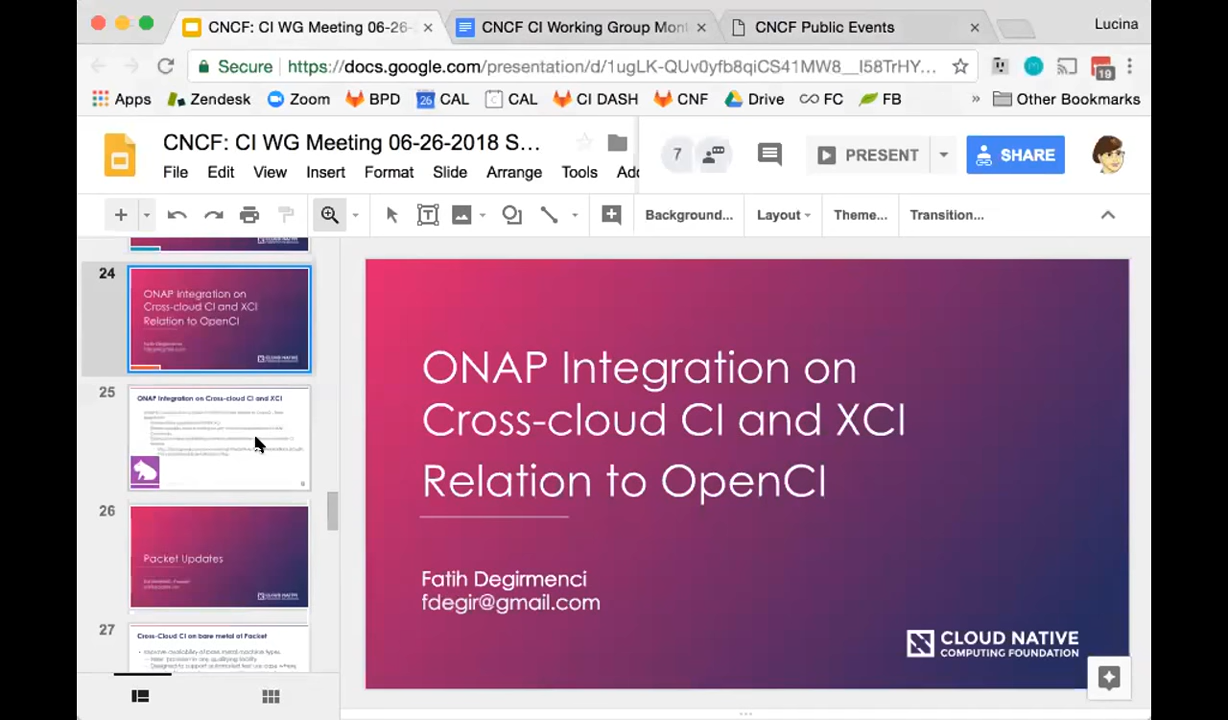 CNCF: CI WG Meeting 06-26-
CNCF CI Working Group Mont
CNCF Public Events
Lucina
Secure
https://docs.google.com/presentation/d/1ugLK-QUv0yfb8qiCS41MW8__I58TrHY...
19
Apps
Zendesk
Zoom
BPD
26 CAL
CAL
CI DASH
CNF
Drive
FC
FB
»
Other Bookmarks
CNCF: CI WG Meeting 06-26-2018 S...
7
PRESENT
SHARE
File Edit View Insert Format Slide Arrange Tools Add
Background...
Layout
Theme...
Transition...
24
ONAP Integration on
Cross-cloud CI and XCI
Relation to OpenCI
25
ONAP Integration on Cross-cloud CI and XCI
26
Packet Updates
27
Cross-Cloud CI on bare metal at Packet
ONAP Integration on
Cross-cloud CI and XCI
Relation to OpenCI
Fatih Degirmenci
fdegir@gmail.com
CLOUD NATIVE
COMPUTING FOUNDATION